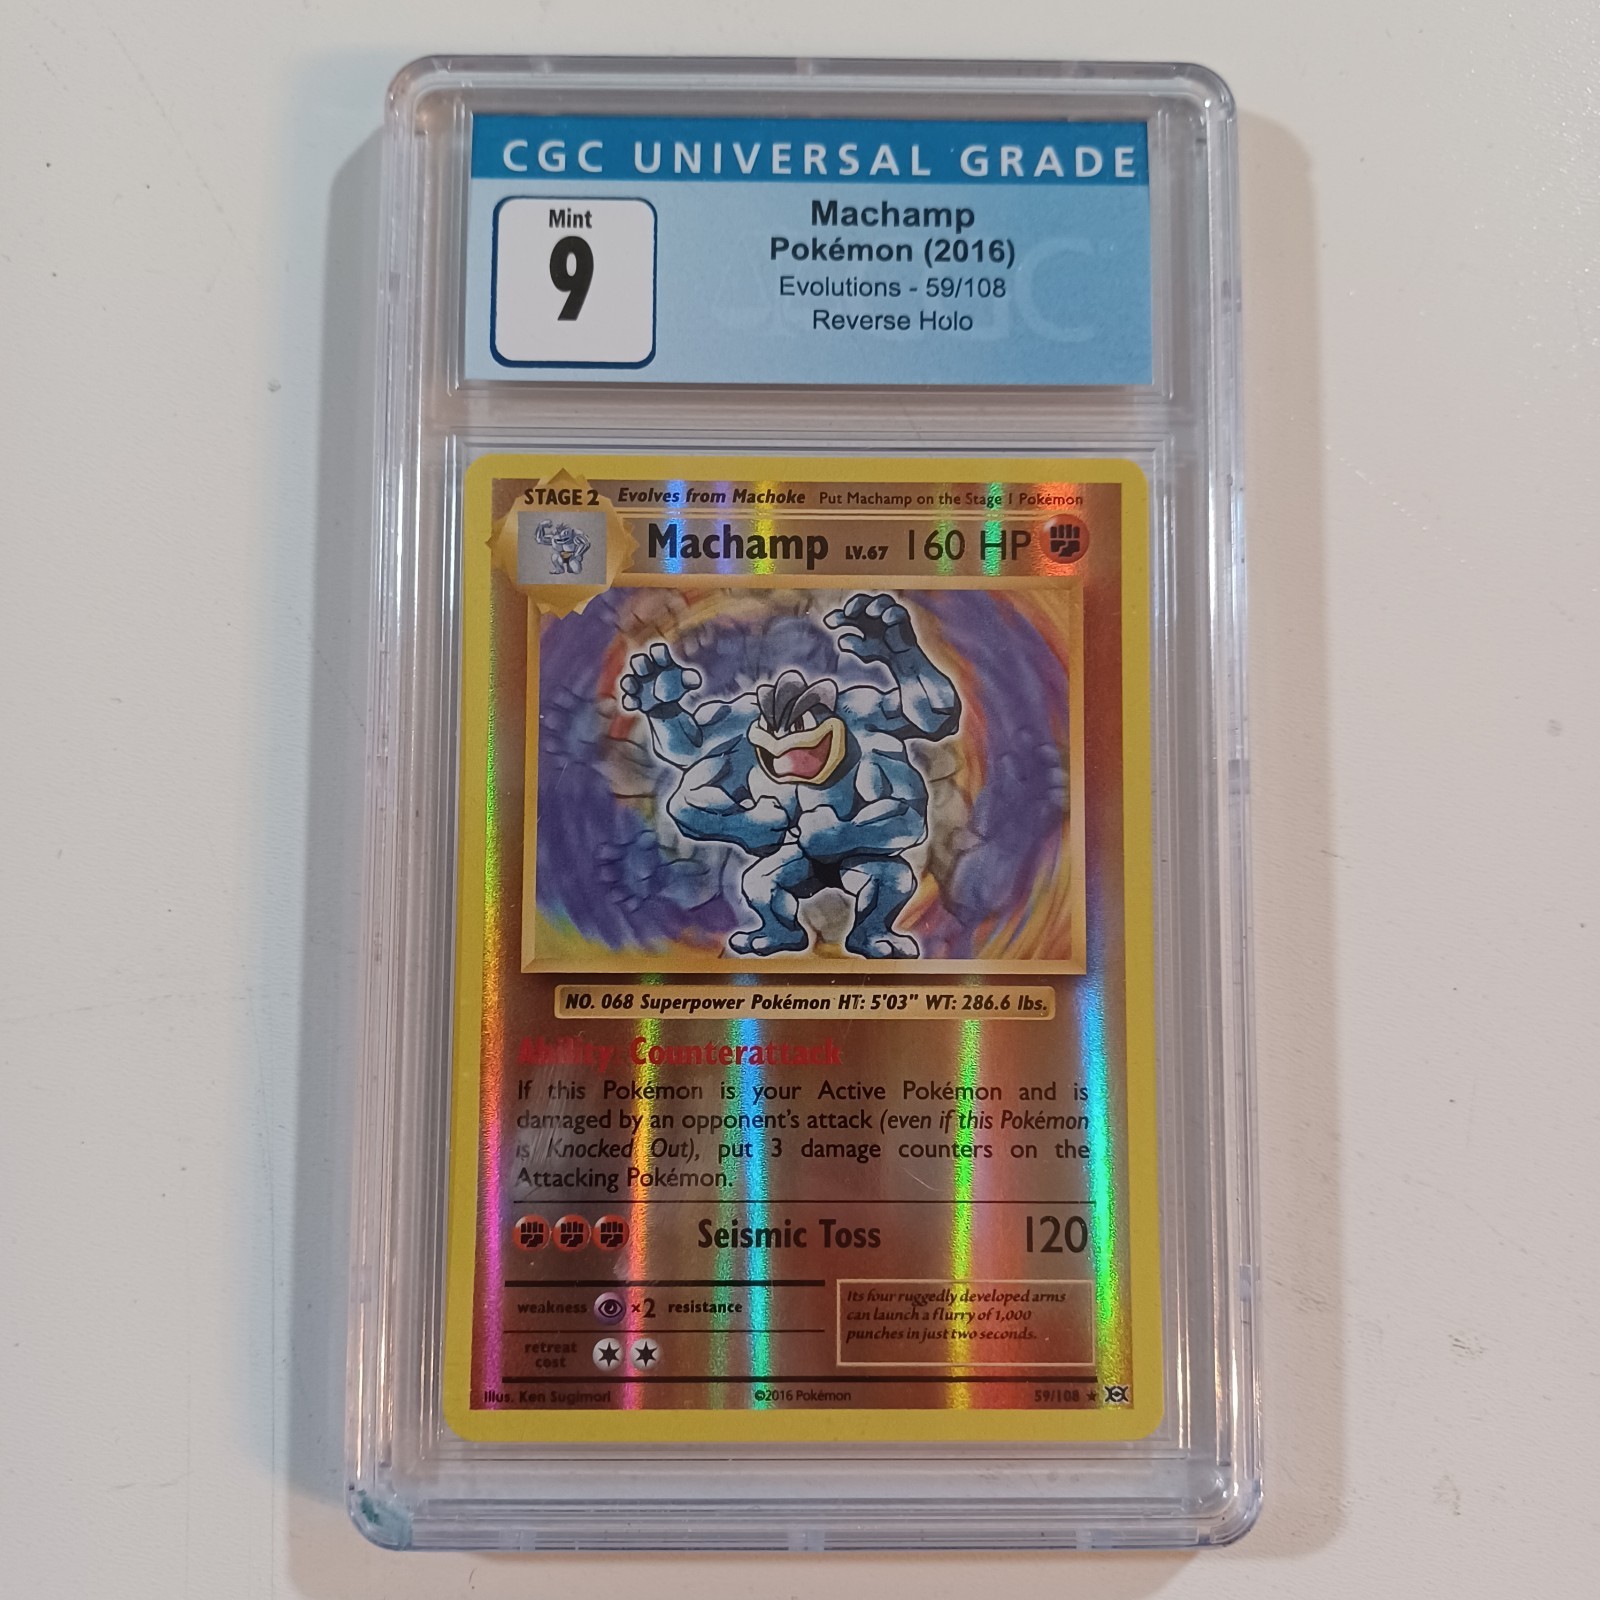 CGC UNIVERSAL GRADE
Mint
9
Machamp
Pokémon (2016)
Evolutions - 59/108
Reverse Holo
STAGE 2 Evolves from Machoke Put Machamp on the Stage 1 Pokémon
Machamp LV.67 160 HP
NO. 068 Superpower Pokémon HT: 5'03" WT: 286.6 lbs.
Ability Counterattack
If this Pokémon is your Active Pokémon and is
damaged by an opponent's attack (even if this Pokémon
is Knocked Out), put 3 damage counters on the
Attacking Pokémon.
Seismic Toss 120
weakness ×2 resistance
retreat
cost
Its four ruggedly developed arms
can launch a flurry of 1,000
punches in just two seconds.
Illus. Ken Sugimori ©2016 Pokémon 59/108 ★